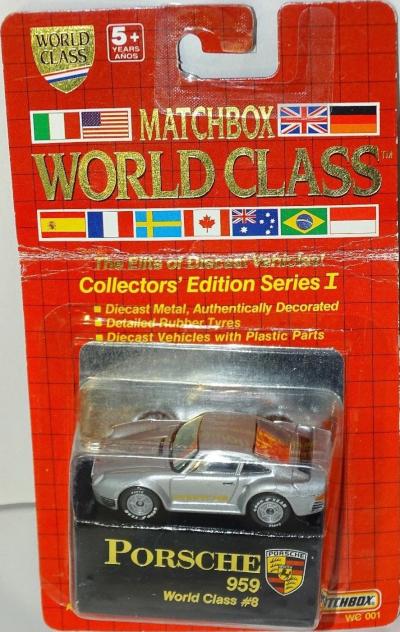 WORLD
CLASS
5+
YEARS
AÑOS
MATCHBOX
WORLD CLASS™
The Elite of Diecast Vehicles!
Collectors' Edition Series I
■ Diecast Metal, Authentically Decorated
■ Detailed Rubber Tyres
■ Diecast Vehicles with Plastic Parts
PORSCHE
959
World Class #8
PORSCHE
MATCHBOX
WC 001